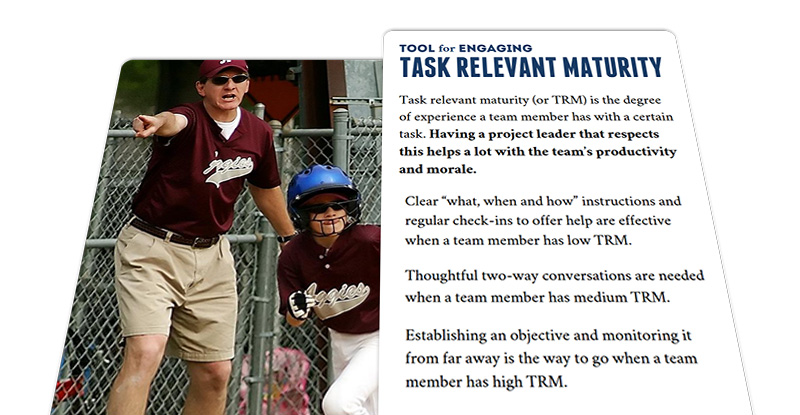 TOOL for ENGAGING
TASK RELEVANT MATURITY
Task relevant maturity (or TRM) is the degree
of experience a team member has with a certain
task. Having a project leader that respects
this helps a lot with the team's productivity
and morale.
Clear “what, when and how” instructions and
regular check-ins to offer help are effective
when a team member has low TRM.
Thoughtful two-way conversations are needed
when a team member has medium TRM.
Establishing an objective and monitoring it
from far away is the way to go when a team
member has high TRM.
Aggies
Aggies